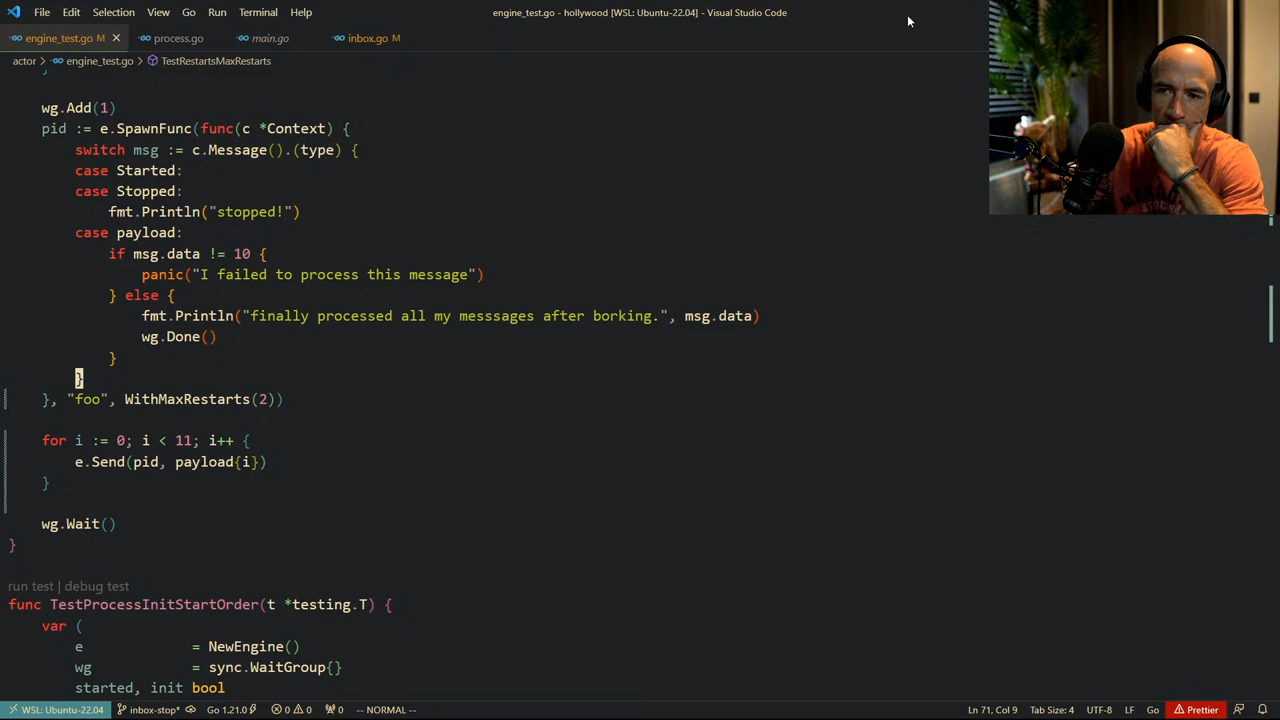 File Edit Selection View Go Run Terminal Help engine_test.go - hollywood [WSL: Ubuntu-22.04] - Visual Studio Code
engine_test.go M process.go main.go inbox.go M
actor > engine_test.go > TestRestartsMaxRestarts
wg.Add(1)
pid := e.SpawnFunc(func(c *Context) {
switch msg := c.Message().(type) {
case Started:
case Stopped:
fmt.Println("stopped!")
case payload:
if msg.data != 10 {
panic("I failed to process this message")
} else {
fmt.Println("finally processed all my messsages after borking.", msg.data)
wg.Done()
}
}
}, "foo", WithMaxRestarts(2))
for i := 0; i < 11; i++ {
e.Send(pid, payload{i})
}
wg.Wait()
}
run test | debug test
func TestProcessInitStartOrder(t *testing.T) {
var (
e = NewEngine()
wg = sync.WaitGroup{}
started, init bool
WSL: Ubuntu-22.04 inbox-stop* Go 1.21.0 0 0 0 -- NORMAL -- Ln 71, Col 9 Tab Size: 4 UTF-8 LF Go Prettier